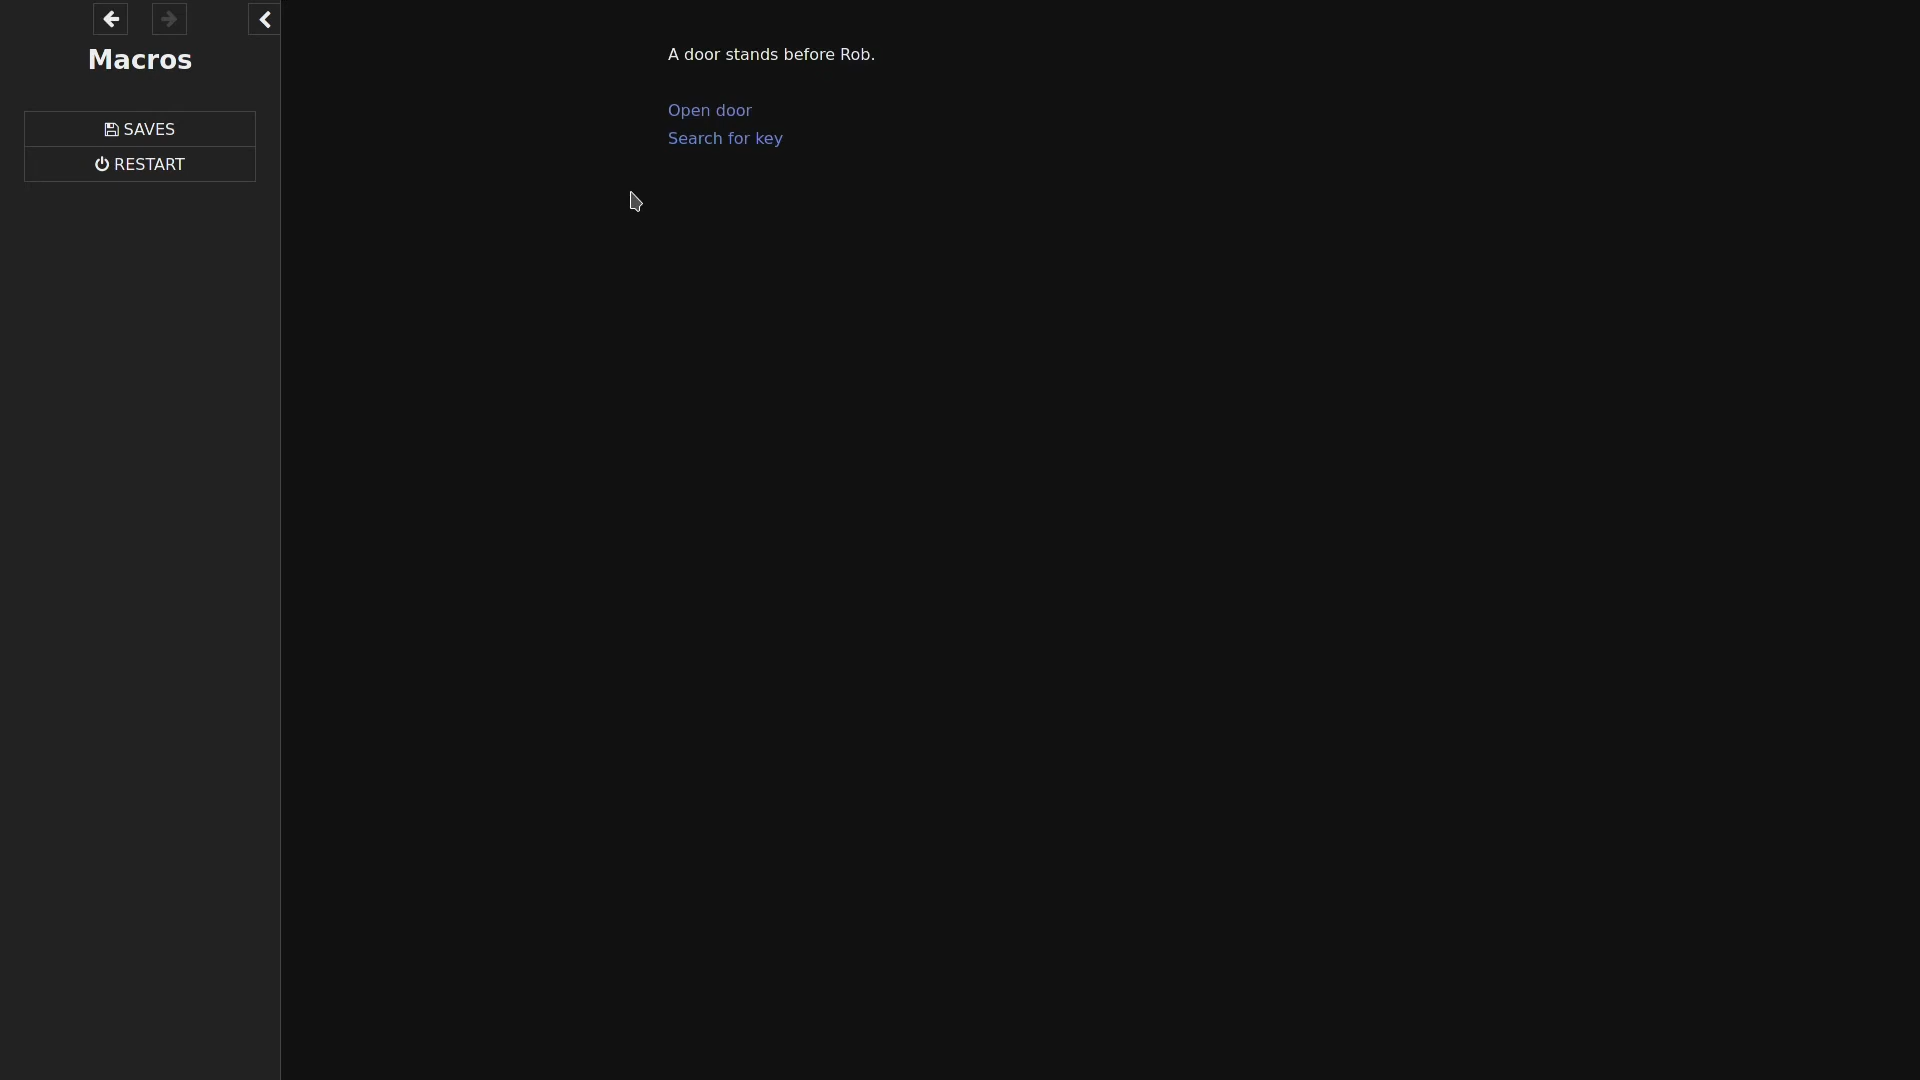 Macros
SAVES
RESTART
A door stands before Rob.
Open door
Search for key